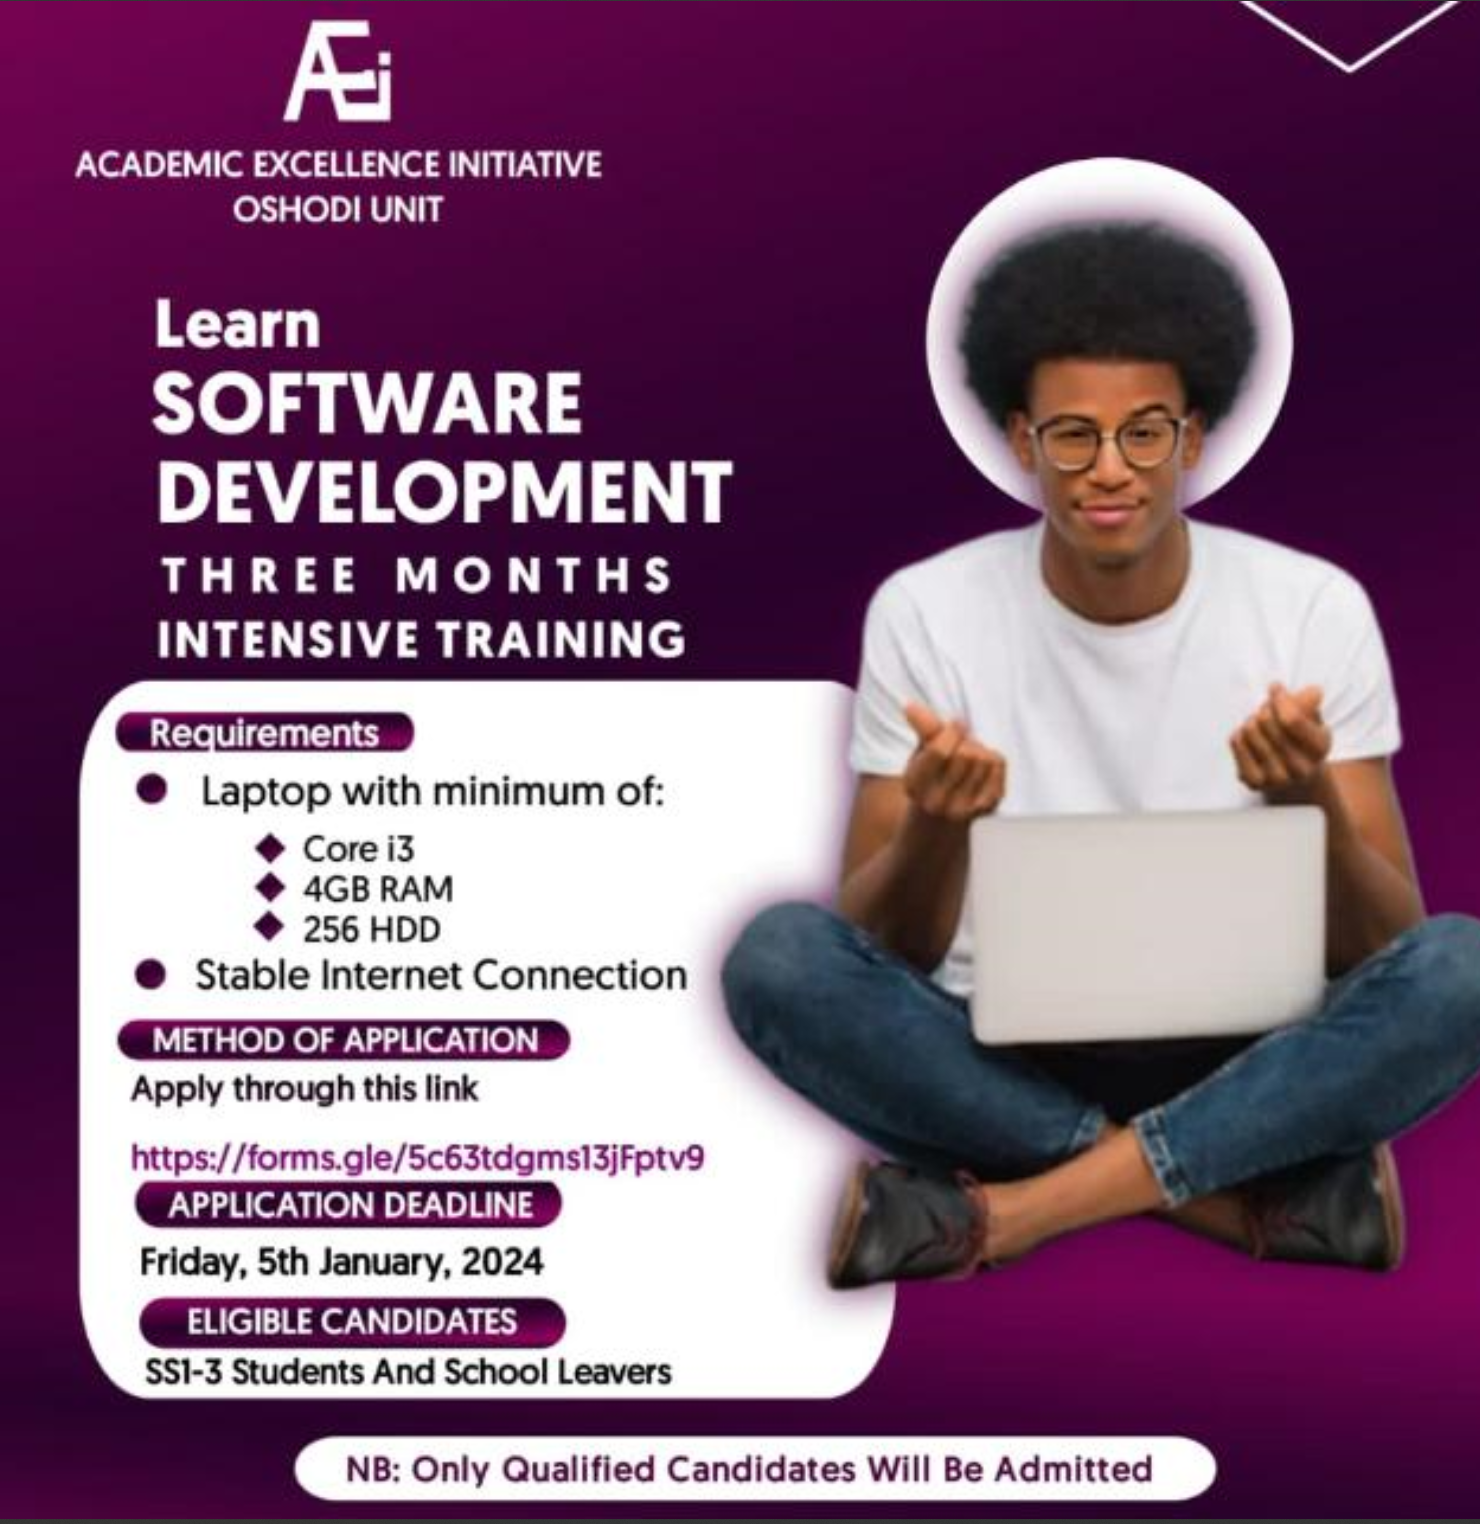 AEi
ACADEMIC EXCELLENCE INITIATIVE
OSHODI UNIT
Learn
SOFTWARE
DEVELOPMENT
THREE MONTHS
INTENSIVE TRAINING
Requirements
Laptop with minimum of:
Core i3
4GB RAM
256 HDD
Stable Internet Connection
METHOD OF APPLICATION
Apply through this link
https://forms.gle/5c63tdgms13jFptv9
APPLICATION DEADLINE
Friday, 5th January, 2024
ELIGIBLE CANDIDATES
SS1-3 Students And School Leavers
NB: Only Qualified Candidates Will Be Admitted